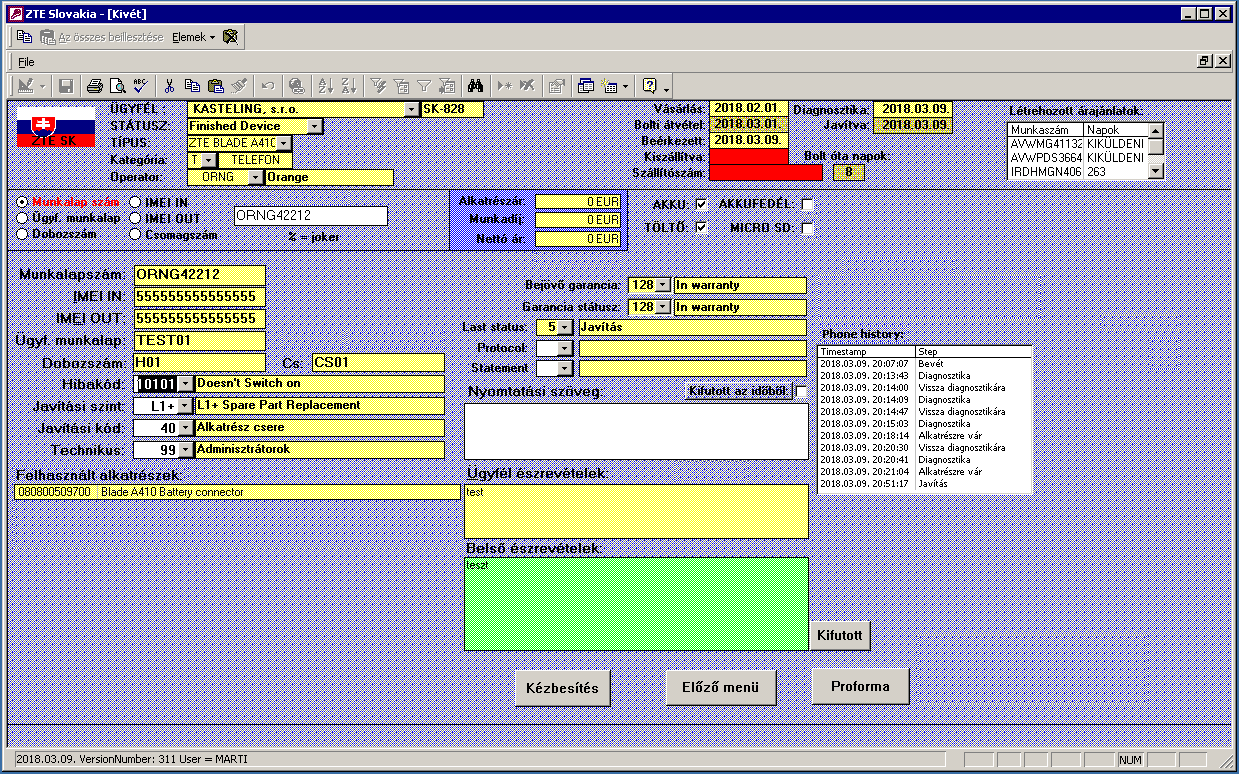 ZTE Slovakia - [Kivét]
Az összes beillesztése Elemek
File
ÜGYFÉL: KASTELING, s.r.o. SK-828
STÁTUSZ: Finished Device
TÍPUS: ZTE BLADE A410
Kategória: T TELEFON
Operátor: ORNG Orange
ZTE SK
Vásárlás: 2018.02.01. Diagnosztika: 2018.03.09.
Bolti átvétel: 2018.03.01. Javítva: 2018.03.09.
Beérkezett: 2018.03.09.
Kiszállítva: Bolt óta napok:
Szállítószám: 8
Létrehozott árajánlatok:
Munkaszám Napok
AVWMG41132 KIKÜLDENI
AVWPDS3664 KIKÜLDENI
IRDHMGN406 263
Munkalap szám IMEI IN
Ügyf. munkalap IMEI OUT
Dobozszám Csomagszám
ORNG42212
% = joker
Alkatrészár: 0 EUR
Munkadíj: 0 EUR
Nettó ár: 0 EUR
AKKU: AKKUFEDÉL:
TÖLTŐ: MICRO SD:
Munkalapszám: ORNG42212
IMEI IN: 555555555555555
IMEI OUT: 555555555555555
Ügyf. munkalap: TEST01
Dobozszám: H01 Cs: CS01
Hibakód: 10101 Doesn't Switch on
Javítási szint: L1+ L1+ Spare Part Replacement
Javítási kód: 40 Alkatrész csere
Technikus: 99 Adminisztrátorok
Felhasznált alkatrészek:
080800509700 Blade A410 Battery connector
Bejövő garancia: 128 In warranty
Garancia státusz: 128 In warranty
Last status: 5 Javítás
Protocol:
Statement
Nyomtatási szöveg: Kifutott az időből:
Ügyfél észrevételek:
test
Belső észrevételek:
teszt
Phone history:
Timestamp Step
2018.03.09. 20:07:07 Bevét
2018.03.09. 20:13:43 Diagnosztika
2018.03.09. 20:14:00 Vissza diagnosztikára
2018.03.09. 20:14:09 Diagnosztika
2018.03.09. 20:14:47 Vissza diagnosztikára
2018.03.09. 20:15:03 Diagnosztika
2018.03.09. 20:18:14 Alkatrészre vár
2018.03.09. 20:20:30 Vissza diagnosztikára
2018.03.09. 20:20:41 Diagnosztika
2018.03.09. 20:21:04 Alkatrészre vár
2018.03.09. 20:51:17 Javítás
Kifutott
Kézbesítés Előző menü Proforma
2018.03.09. VersionNumber: 311 User = MARTI NUM